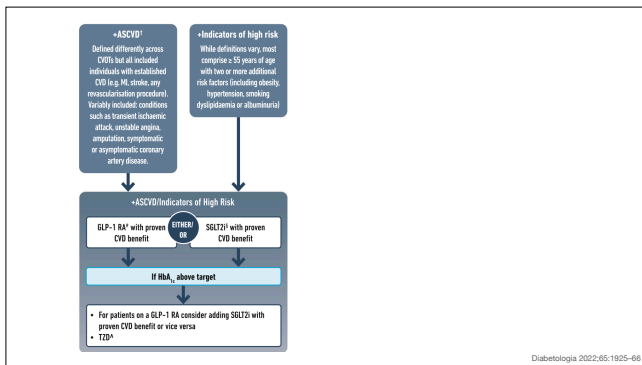 +ASCVD†
Defined differently across
CVOTs but all included
individuals with established
CVD (e.g. MI, stroke, any
revascularisation procedure).
Variably included: conditions
such as transient ischaemic
attack, unstable angina,
amputation, symptomatic
or asymptomatic coronary
artery disease.
+Indicators of high risk
While definitions vary, most
comprise ≥ 55 years of age
with two or more additional
risk factors (including obesity,
hypertension, smoking
dyslipidaemia or albuminuria)
+ASCVD/Indicators of High Risk
GLP-1 RA# with proven
CVD benefit
EITHER/
OR
SGLT2i§ with proven
CVD benefit
If HbA1c above target
• For patients on a GLP-1 RA consider adding SGLT2i with
proven CVD benefit or vice versa
• TZD^
Diabetologia 2022;65:1925–66